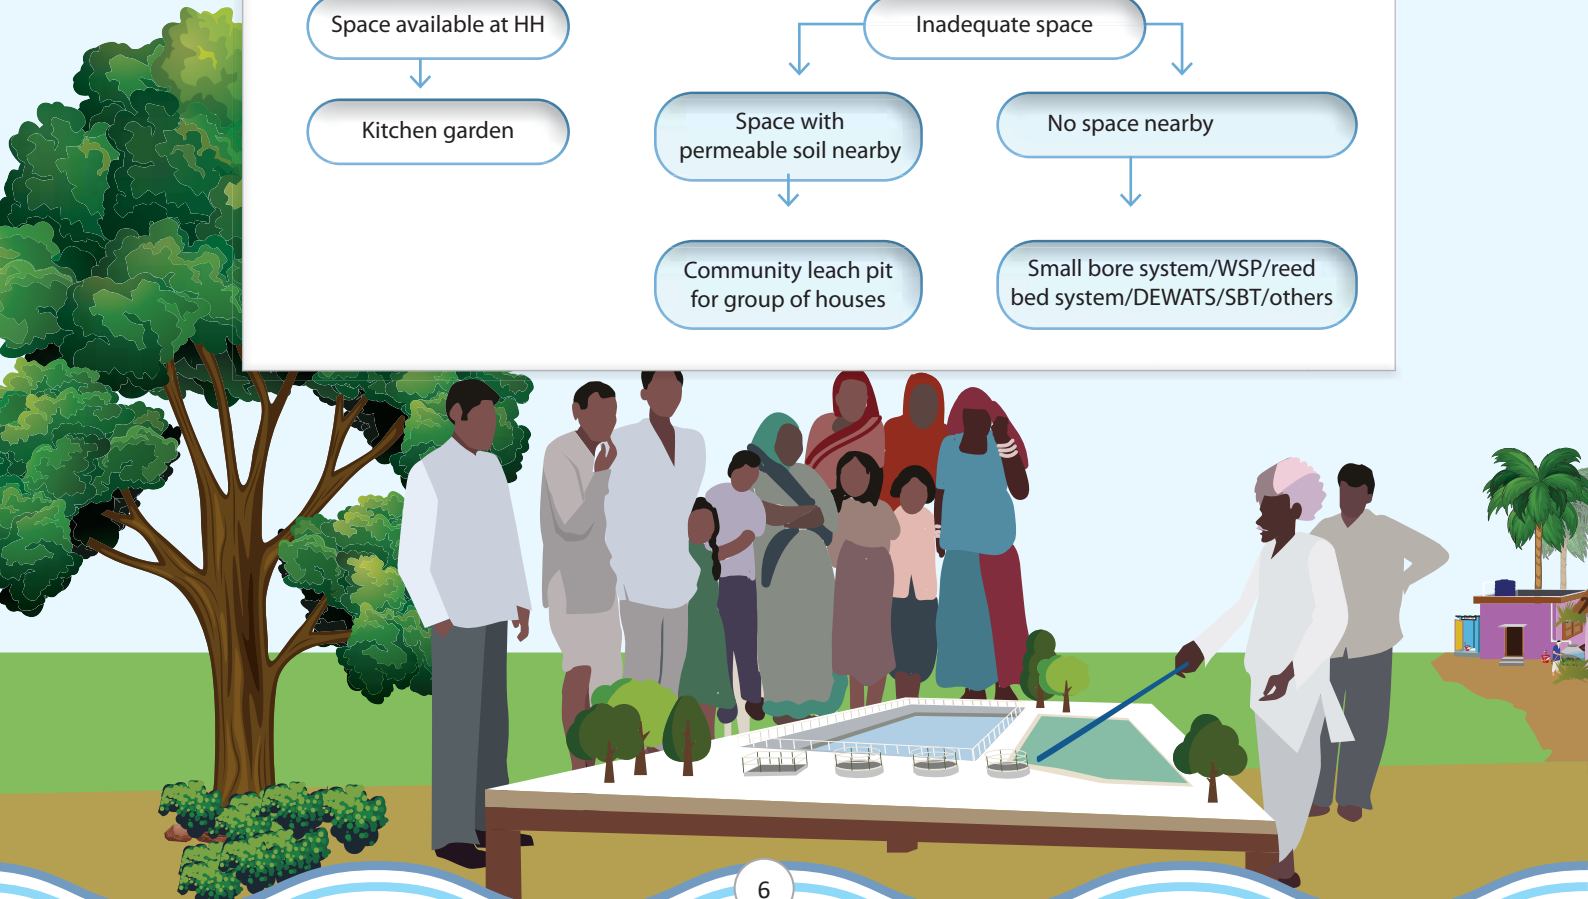 Space available at HH
Inadequate space
Kitchen garden
Space with
permeable soil nearby
No space nearby
Community leach pit
for group of houses
Small bore system/WSP/reed
bed system/DEWATS/SBT/others
6